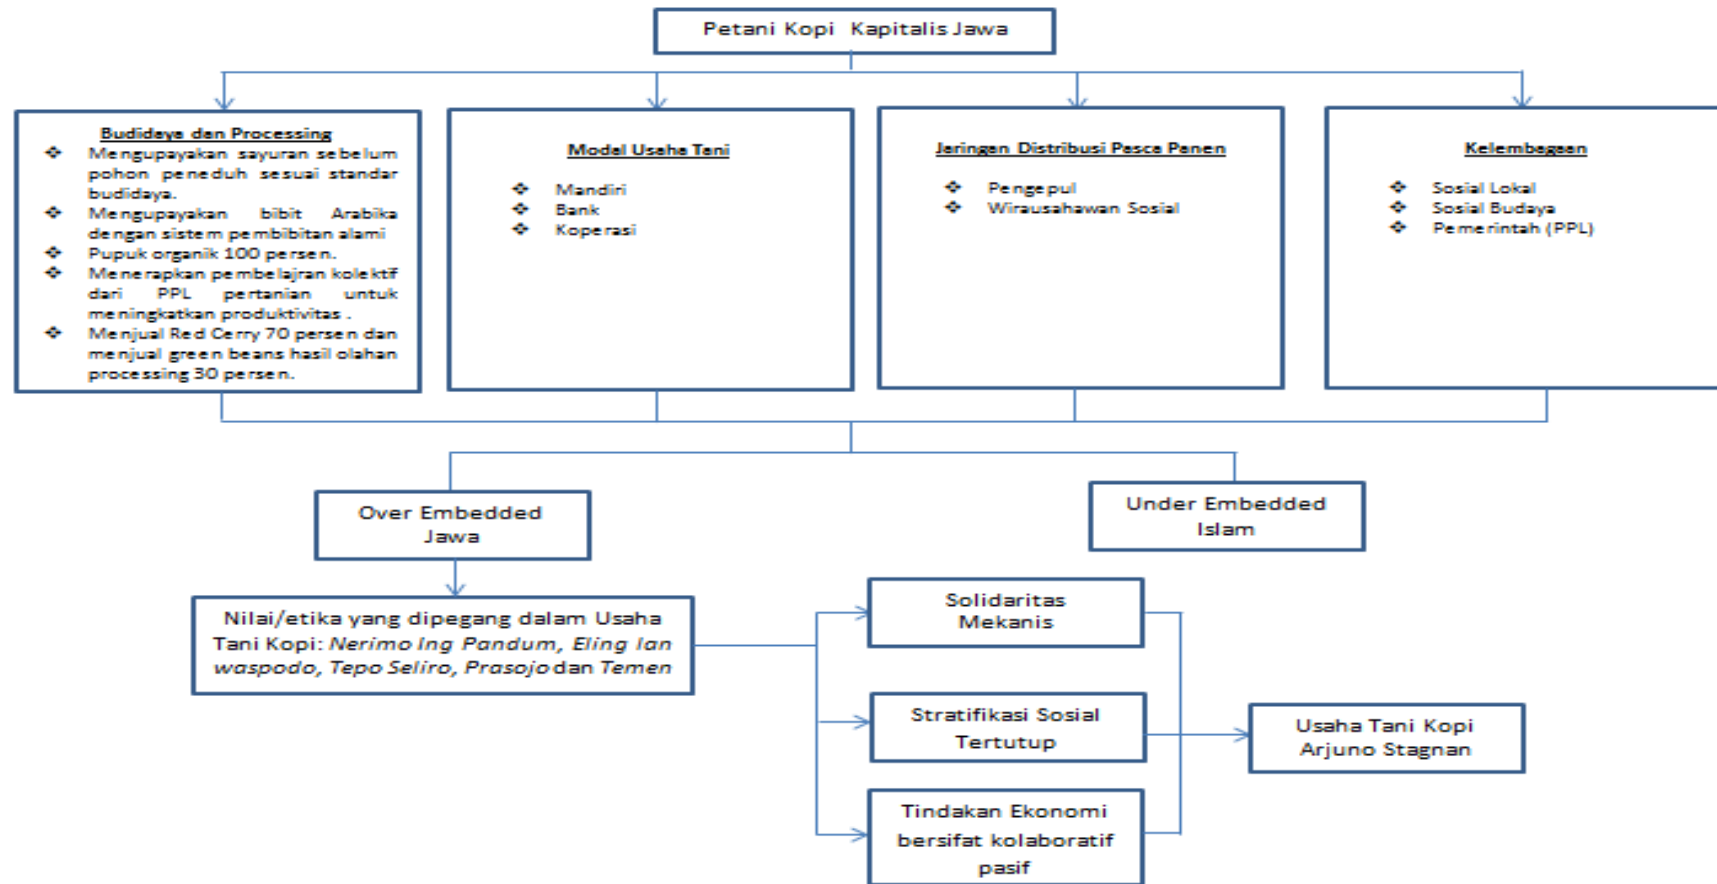 Petani Kopi Kapitalis Jawa
Budidaya dan Processing
❖ Mengupayakan sayuran sebelum
pohon peneduh sesuai standar
budidaya.
❖ Mengupayakan bibit Arabika
dengan sistem pembibitan alami
❖ Pupuk organik 100 persen.
❖ Menerapkan pembelajran kolektif
dari PPL pertanian untuk
meningkatkan produktivitas .
❖ Menjual Red Cerry 70 persen dan
menjual green beans hasil olahan
processing 30 persen.
Modal Usaha Tani
❖ Mandiri
❖ Bank
❖ Koperasi
Jaringan Distribusi Pasca Panen
❖ Pengepul
❖ Wirausahawan Sosial
Kelembagaan
❖ Sosial Lokal
❖ Sosial Budaya
❖ Pemerintah (PPL)
Over Embedded
Jawa
Under Embedded
Islam
Nilai/etika yang dipegang dalam Usaha
Tani Kopi: Nerimo Ing Pandum, Eling lan
waspodo, Tepo Seliro, Prasojo dan Temen
Solidaritas
Mekanis
Stratifikasi Sosial
Tertutup
Tindakan Ekonomi
bersifat kolaboratif
pasif
Usaha Tani Kopi
Arjuno Stagnan